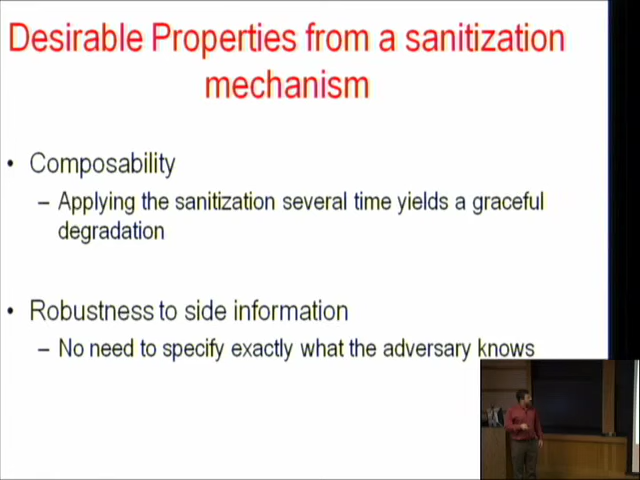 Desirable Properties from a sanitization
mechanism
• Composability
– Applying the sanitization several time yields a graceful
degradation
• Robustness to side information
– No need to specify exactly what the adversary knows